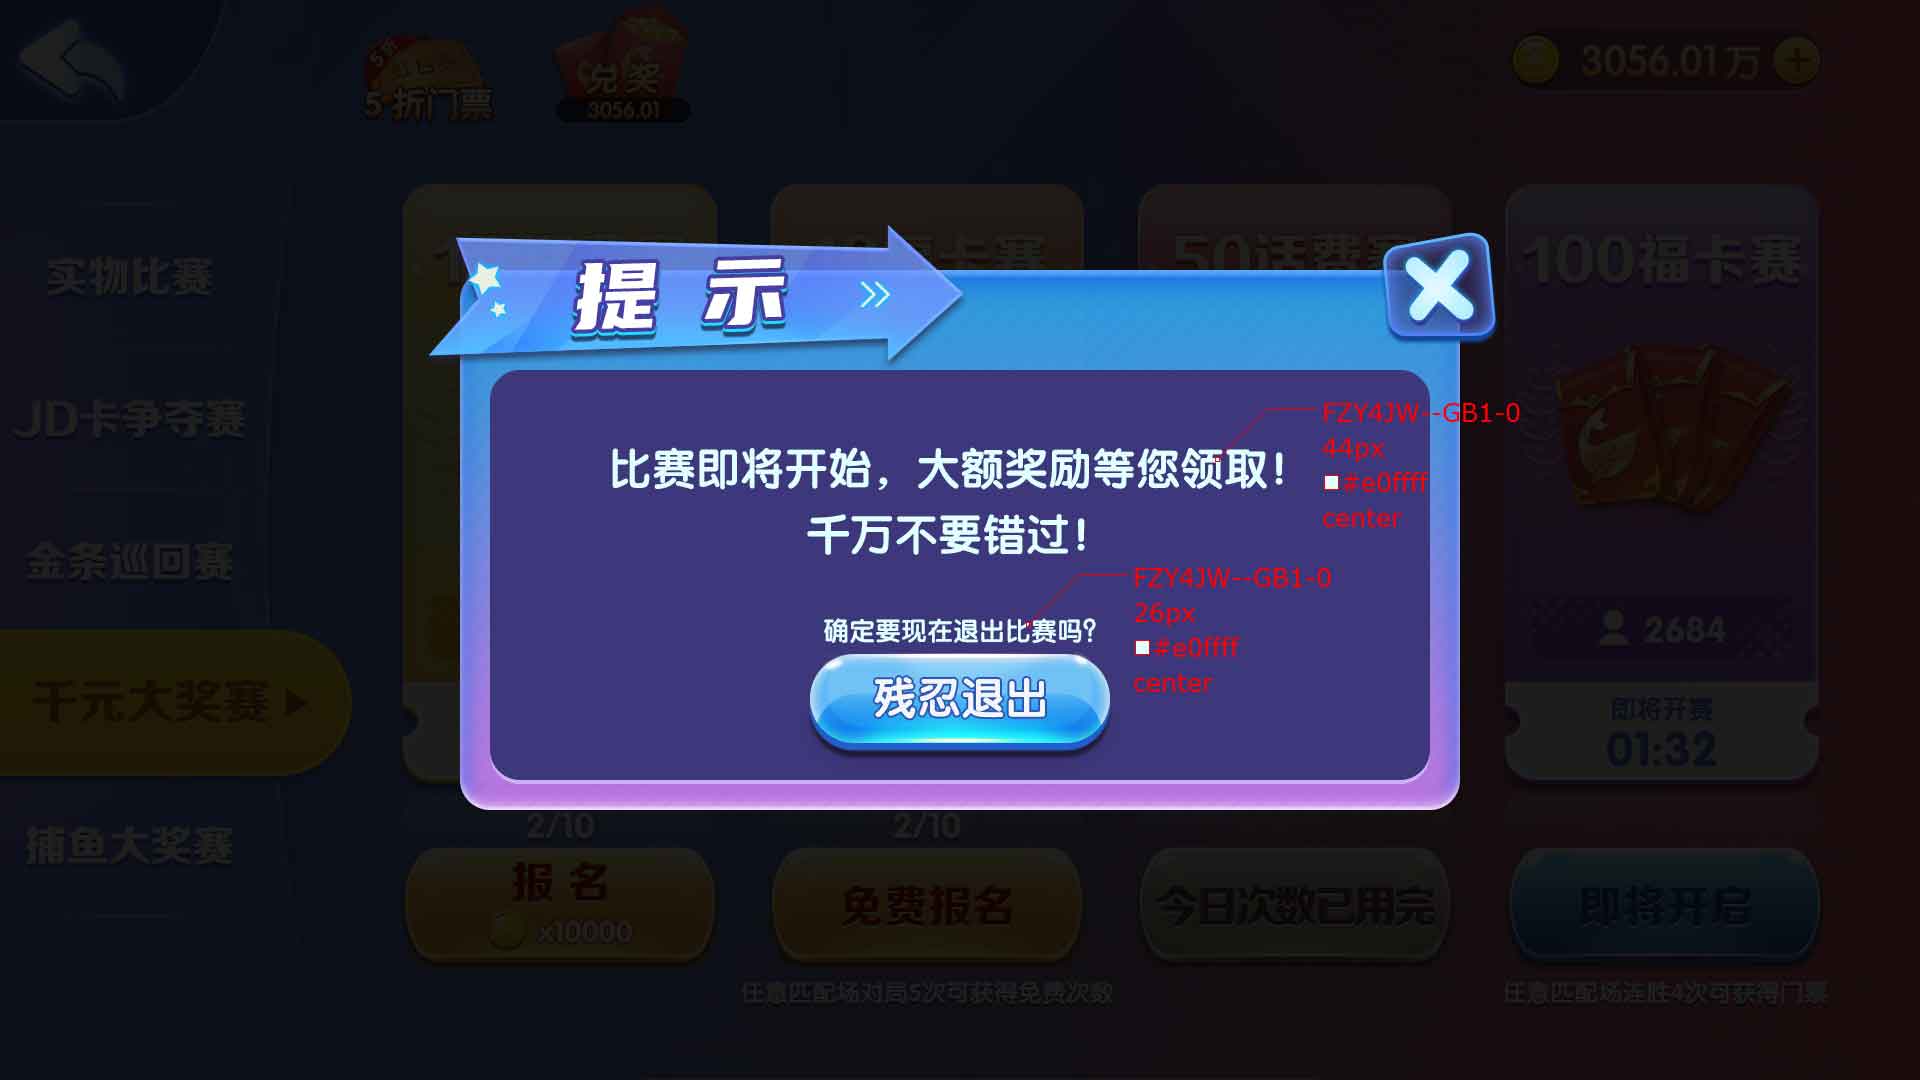 5折
5 折门票
兑奖
3056.01
3056.01万
实物比赛
JD卡争夺赛
金条巡回赛
千元大奖赛
捕鱼大奖赛
50话费赛
100福卡赛
提 示
比赛即将开始，大额奖励等您领取！
千万不要错过！
确定要现在退出比赛吗？
残忍退出
FZY4JW--GB1-0
44px
#e0ffff
center
FZY4JW--GB1-0
26px
#e0ffff
center
2684
即将开赛
01:32
2/10
2/10
报 名
x10000
免费报名
今日次数已用完
即将开启
任意匹配场对局5次可获得免费次数
任意匹配场连胜4次可获得门票